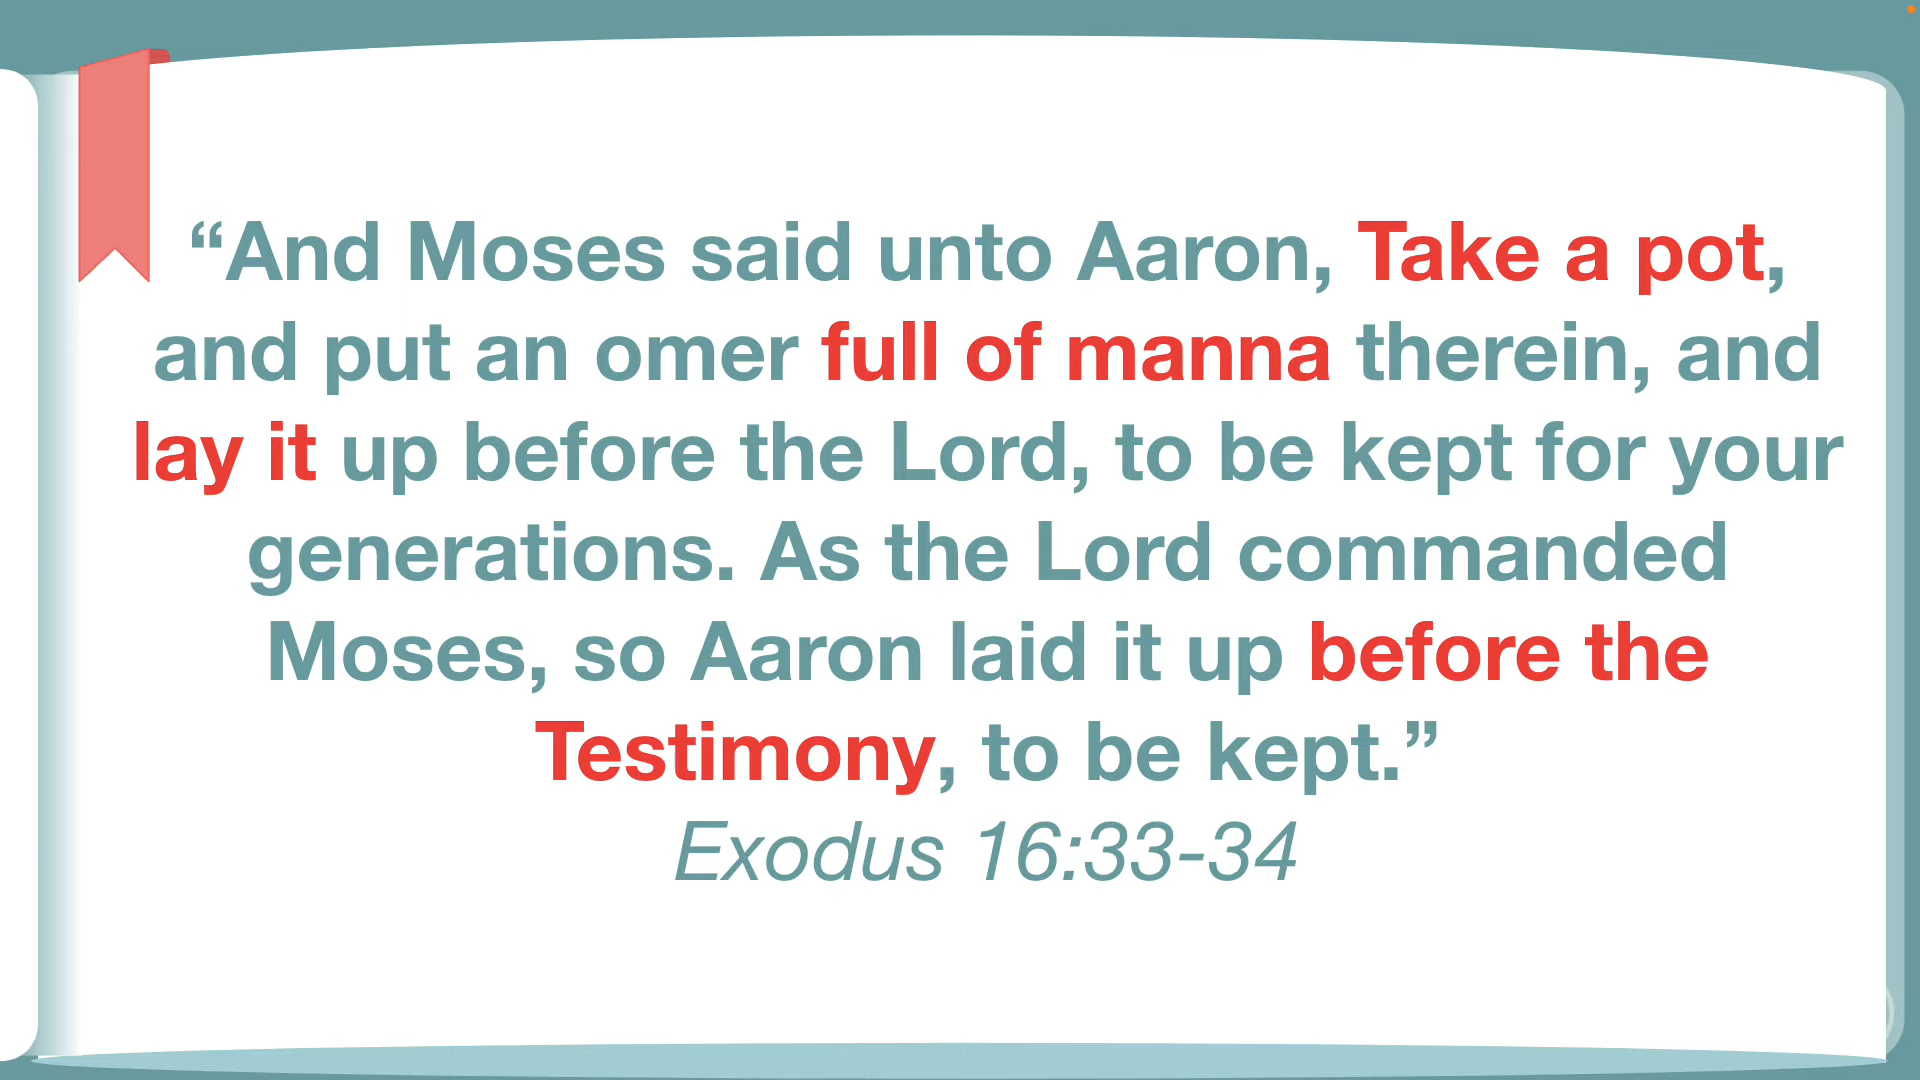 “And Moses said unto Aaron, Take a pot,
and put an omer full of manna therein, and
lay it up before the Lord, to be kept for your
generations. As the Lord commanded
Moses, so Aaron laid it up before the
Testimony, to be kept.”
Exodus 16:33-34